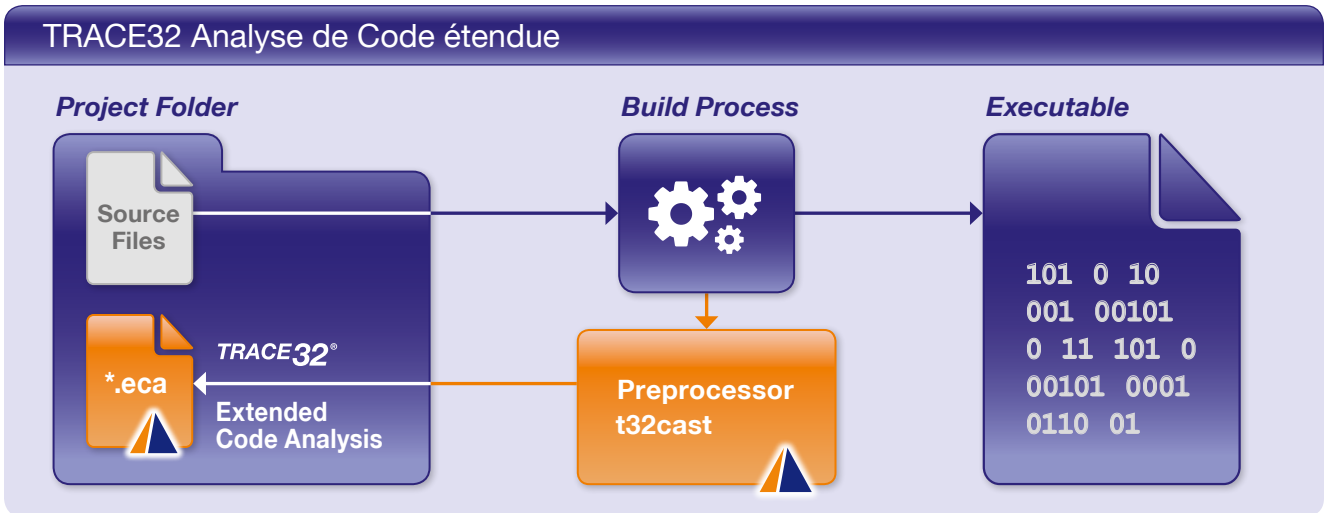 TRACE32 Analyse de Code étendue
Project Folder
Build Process
Executable
Source
Files
101 0 10
001 00101
0 11 101 0
00101 0001
0110 01
TRACE32®
*.eca
Extended
Code Analysis
Preprocessor
t32cast